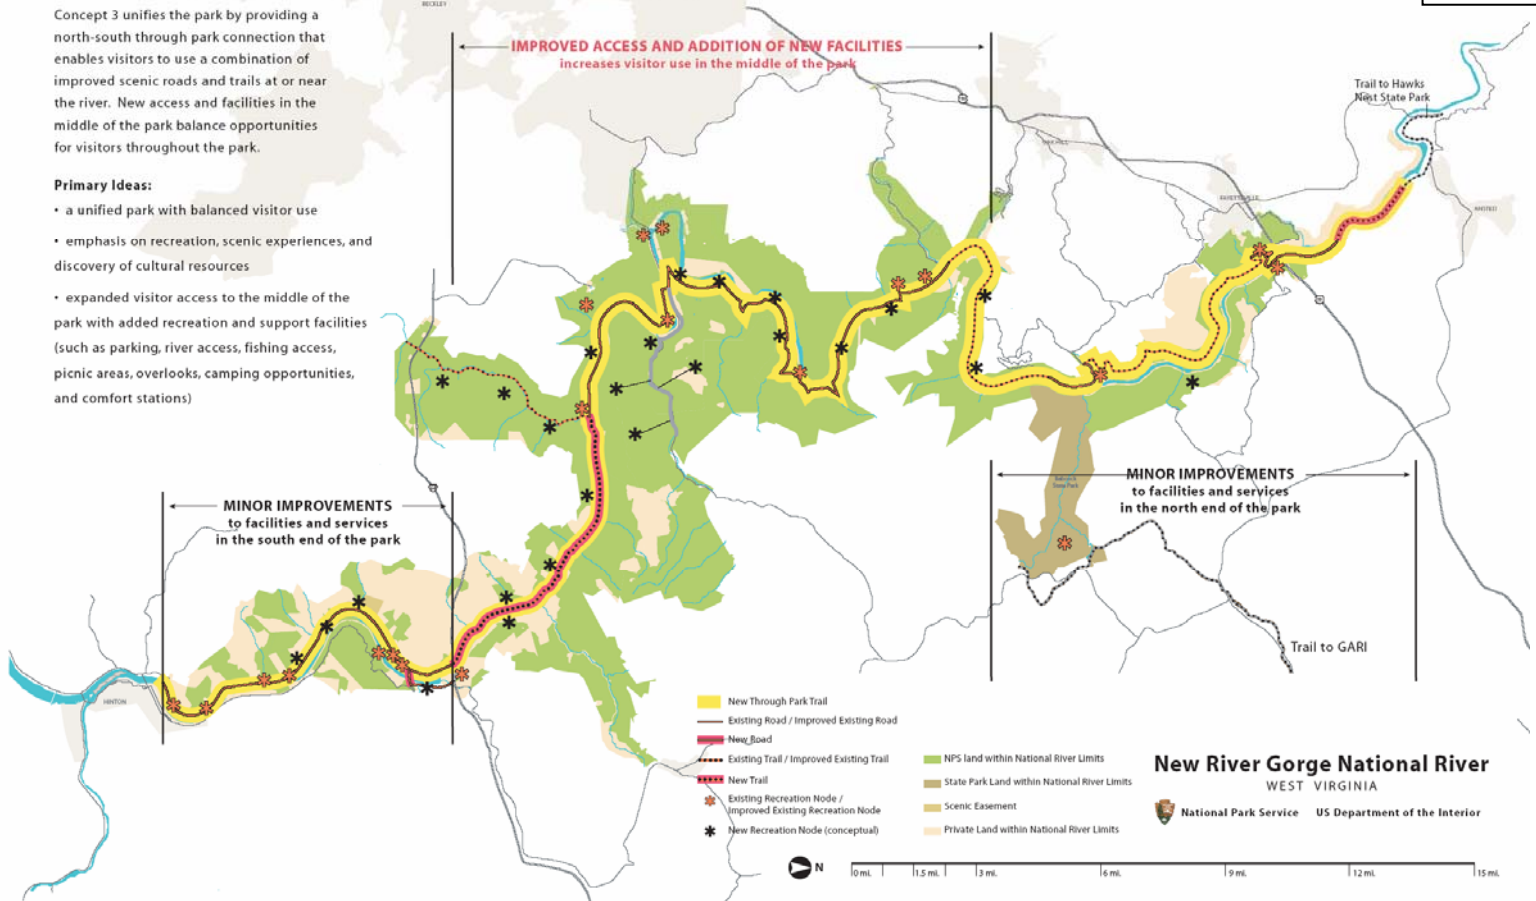 BECKLEY
Concept 3 unifies the park by providing a
north-south through park connection that
enables visitors to use a combination of
improved scenic roads and trails at or near
the river. New access and facilities in the
middle of the park balance opportunities
for visitors throughout the park.
Primary Ideas:
• a unified park with balanced visitor use
• emphasis on recreation, scenic experiences, and
discovery of cultural resources
• expanded visitor access to the middle of the
park with added recreation and support facilities
(such as parking, river access, fishing access,
picnic areas, overlooks, camping opportunities,
and comfort stations)
IMPROVED ACCESS AND ADDITION OF NEW FACILITIES
increases visitor use in the middle of the park
Trail to Hawks
Nest State Park
FAYETTEVILLE
ANSTED
MINOR IMPROVEMENTS
to facilities and services
in the north end of the park
Babcock
State Park
Trail to GARI
MINOR IMPROVEMENTS
to facilities and services
in the south end of the park
HINTON
New Through Park Trail
Existing Road / Improved Existing Road
New Road
Existing Trail / Improved Existing Trail
New Trail
Existing Recreation Node /
Improved Existing Recreation Node
New Recreation Node (conceptual)
NPS land within National River Limits
State Park Land within National River Limits
Scenic Easement
Private Land within National River Limits
New River Gorge National River
WEST VIRGINIA
National Park Service US Department of the Interior
N
0 mi. 1.5 mi. 3 mi. 6 mi. 9 mi. 12 mi. 15 mi.